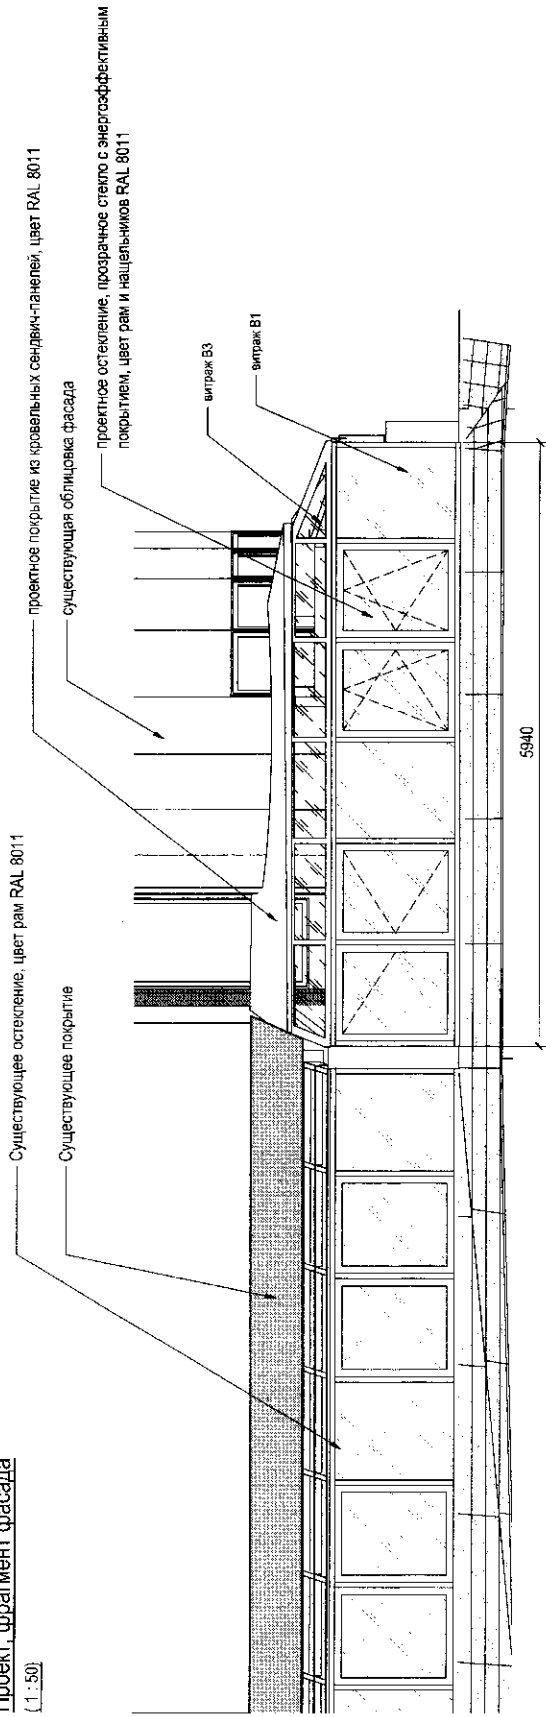 Проект, фрагмент фасада
( 1 : 50)
Существующее остекление, цвет рам RAL 8011
Существующее покрытие
проектное покрытие из кровельных сендвич-панелей, цвет RAL 8011
существующая облицовка фасада
проектное остекление, прозрачное стекло с энергоэффективным
покрытием, цвет рам и нащельников RAL 8011
витраж В3
витраж В1
5940